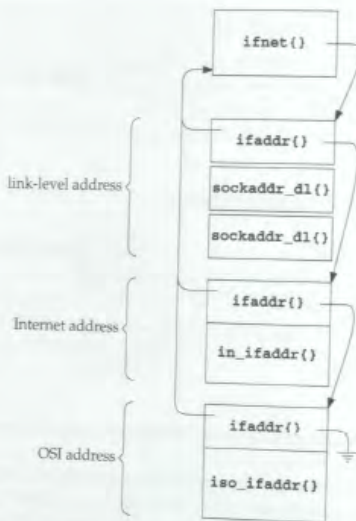 ifnet{}
ifaddr{}
link-level address
sockaddr_dl{}
sockaddr_dl{}
ifaddr{}
Internet address
in_ifaddr{}
ifaddr{}
OSI address
iso_ifaddr{}